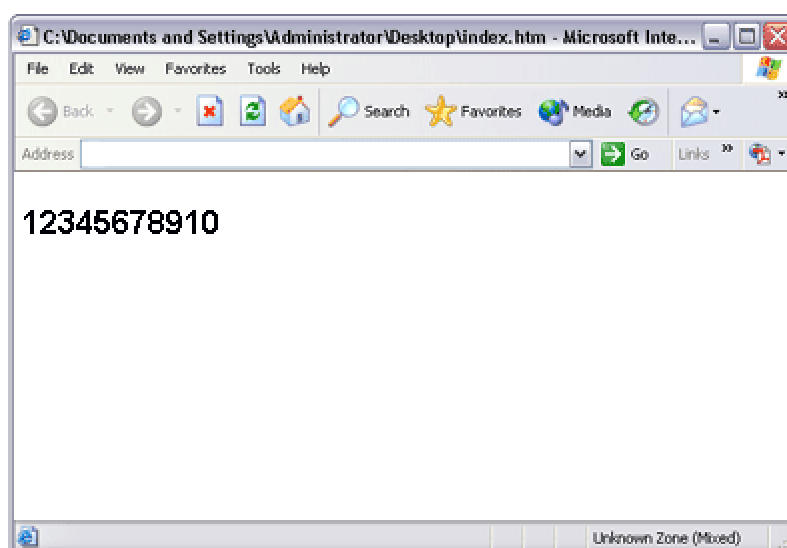 C:\Documents and Settings\Administrator\Desktop\index.htm - Microsoft Inte...
File Edit View Favorites Tools Help
Back Search Favorites Media
Address Go Links
12345678910
Unknown Zone (Mixed)